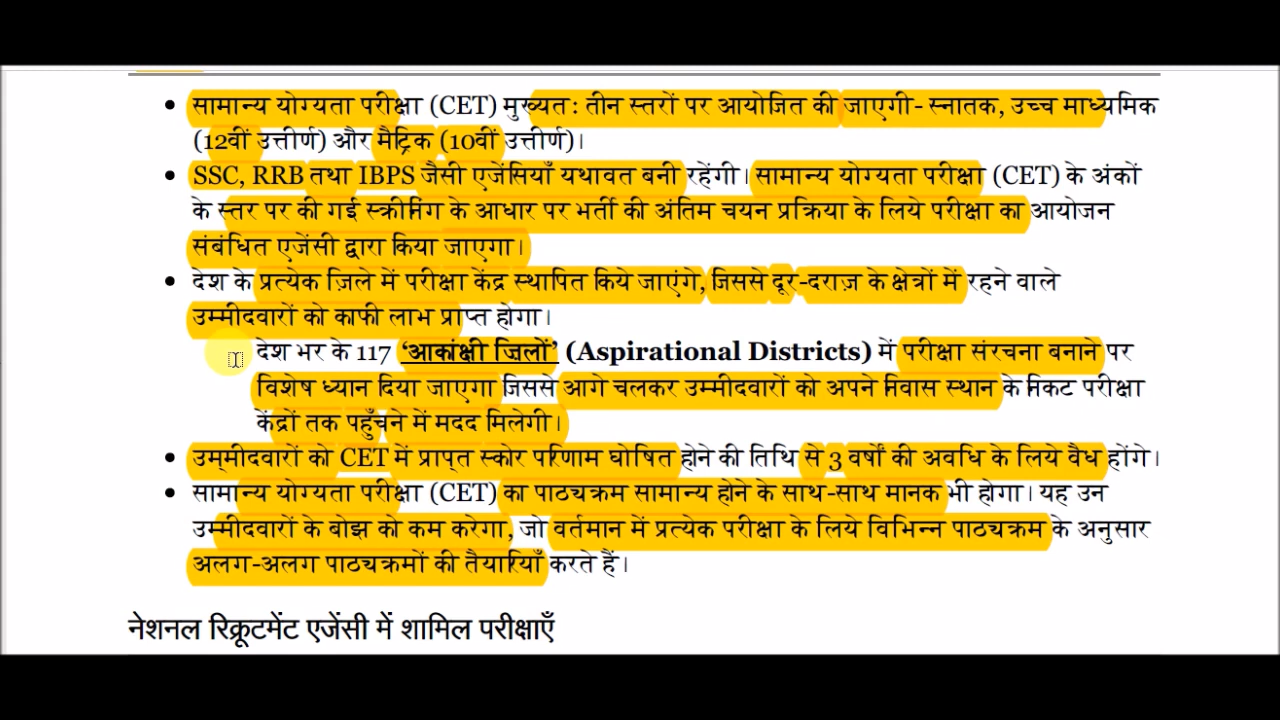 सामान्य योग्यता परीक्षा (CET) मुख्यतः तीन स्तरों पर आयोजित की जाएगी- स्नातक, उच्च माध्यमिक
(12वीं उत्तीर्ण) और मैट्रिक (10वीं उत्तीर्ण)।
SSC, RRB तथा IBPS जैसी एजेंसियाँ यथावत बनी रहेंगी। सामान्य योग्यता परीक्षा (CET) के अंकों
के स्तर पर की गई स्क्रीनिंग के आधार पर भर्ती की अंतिम चयन प्रक्रिया के लिये परीक्षा का आयोजन
संबंधित एजेंसी द्वारा किया जाएगा।
देश के प्रत्येक ज़िले में परीक्षा केंद्र स्थापित किये जाएंगे, जिससे दूर-दराज़ के क्षेत्रों में रहने वाले
उम्मीदवारों को काफी लाभ प्राप्त होगा।
देश भर के 117 ‘आकांक्षी ज़िलों’ (Aspirational Districts) में परीक्षा संरचना बनाने पर
विशेष ध्यान दिया जाएगा जिससे आगे चलकर उम्मीदवारों को अपने निवास स्थान के निकट परीक्षा
केंद्रों तक पहुँचने में मदद मिलेगी।
उम्मीदवारों को CET में प्राप्त स्कोर परिणाम घोषित होने की तिथि से 3 वर्षों की अवधि के लिये वैध होंगे।
सामान्य योग्यता परीक्षा (CET) का पाठ्यक्रम सामान्य होने के साथ-साथ मानक भी होगा। यह उन
उम्मीदवारों के बोझ को कम करेगा, जो वर्तमान में प्रत्येक परीक्षा के लिये विभिन्न पाठ्यक्रम के अनुसार
अलग-अलग पाठ्यक्रमों की तैयारियाँ करते हैं।
नेशनल रिक्रूटमेंट एजेंसी में शामिल परीक्षाएँ